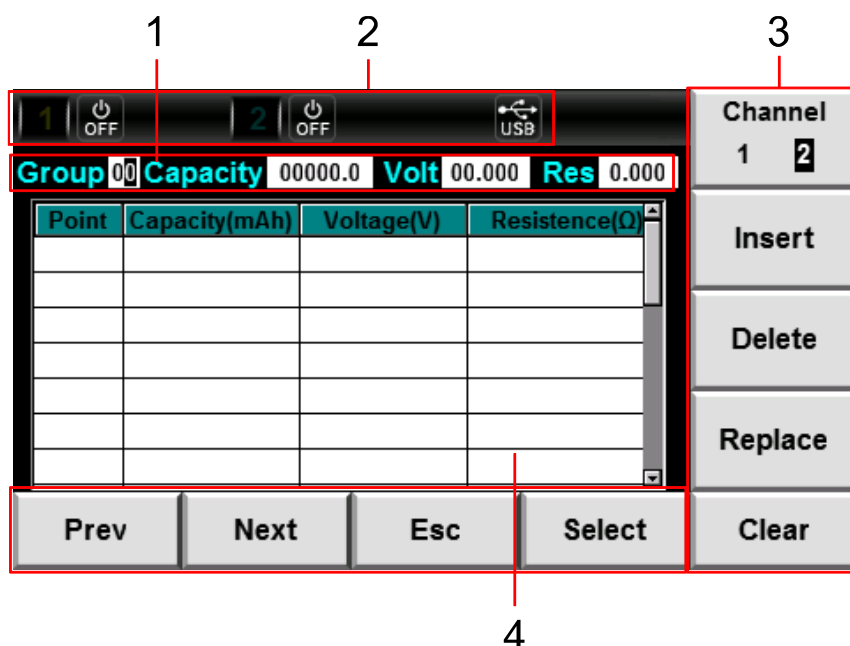 1 2 3
1 OFF 2 OFF USB
Channel
1 2
Group 00 Capacity 00000.0 Volt 00.000 Res 0.000
Point Capacity(mAh) Voltage(V) Resistence(Ω)
Insert
Delete
Replace
Prev Next Esc Select Clear
4